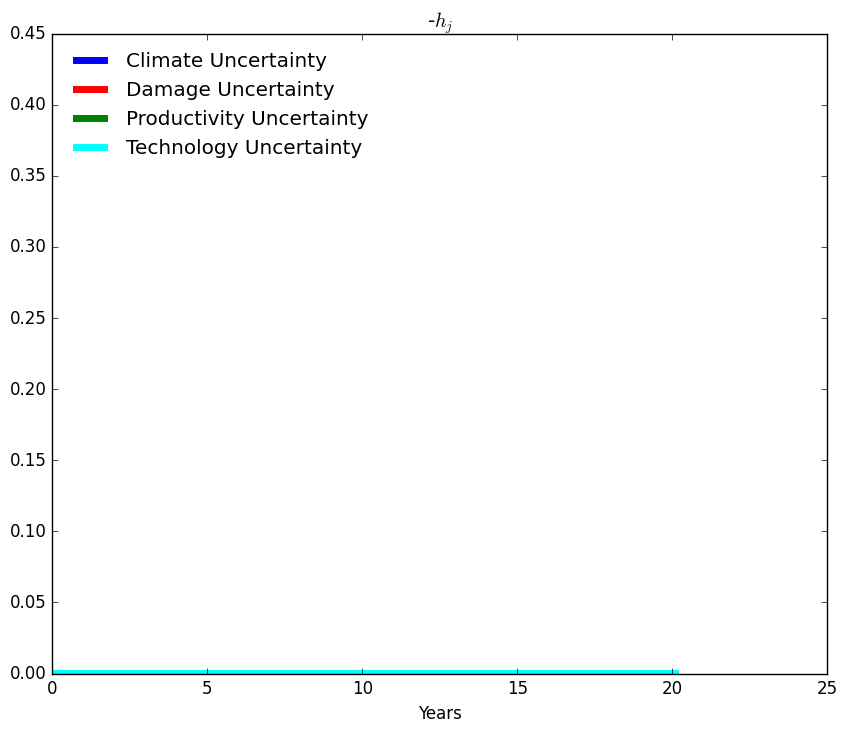 -h_j
0.45
Climate Uncertainty
Damage Uncertainty
Productivity Uncertainty
Technology Uncertainty
0.40
0.35
0.30
0.25
0.20
0.15
0.10
0.05
0.00
0 5 10 15 20 25
Years